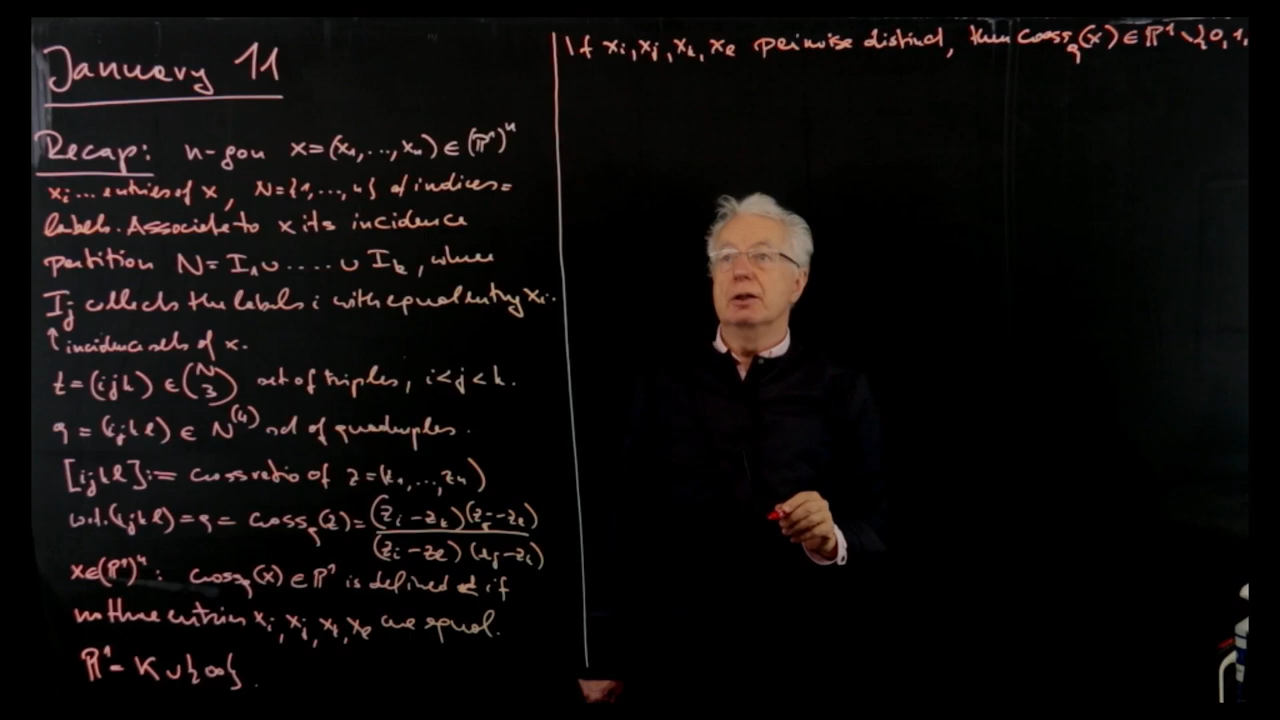 January 11
Recap: n-gon x=(x₁,...,xₙ) ∈ (ℙ¹)ⁿ
xᵢ... entries of x, N={1,...,n} of indices=
labels. Associate to x its incidence
partition N = I₁ ∪ ..... ∪ Iₖ, where
Iⱼ collects the labels i with equal entry xᵢ.
↑ incidence sets of x.
t=(ijk) ∈ (N 3) set of triples, i<j<k.
q = (ijkl) ∈ N⁽⁴⁾ set of quadruples.
[ijkl] := cross ratio of z=(z₁,...,zₙ)
w.r.t. (ijkl) = q = cross_q(z) = (zᵢ-zₖ)(zⱼ-zₗ) / (zᵢ-zₗ)(zⱼ-zₖ)
x∈(ℙ¹)ⁿ: cross_q(x) ∈ ℙ¹ is defined if
no three entries xᵢ, xⱼ, xₖ, xₗ are equal.
ℙ¹ = K ∪ {∞}.
If xᵢ, xⱼ, xₖ, xₗ pairwise distinct, then cross_q(x) ∈ ℙ¹ \ {0, 1,